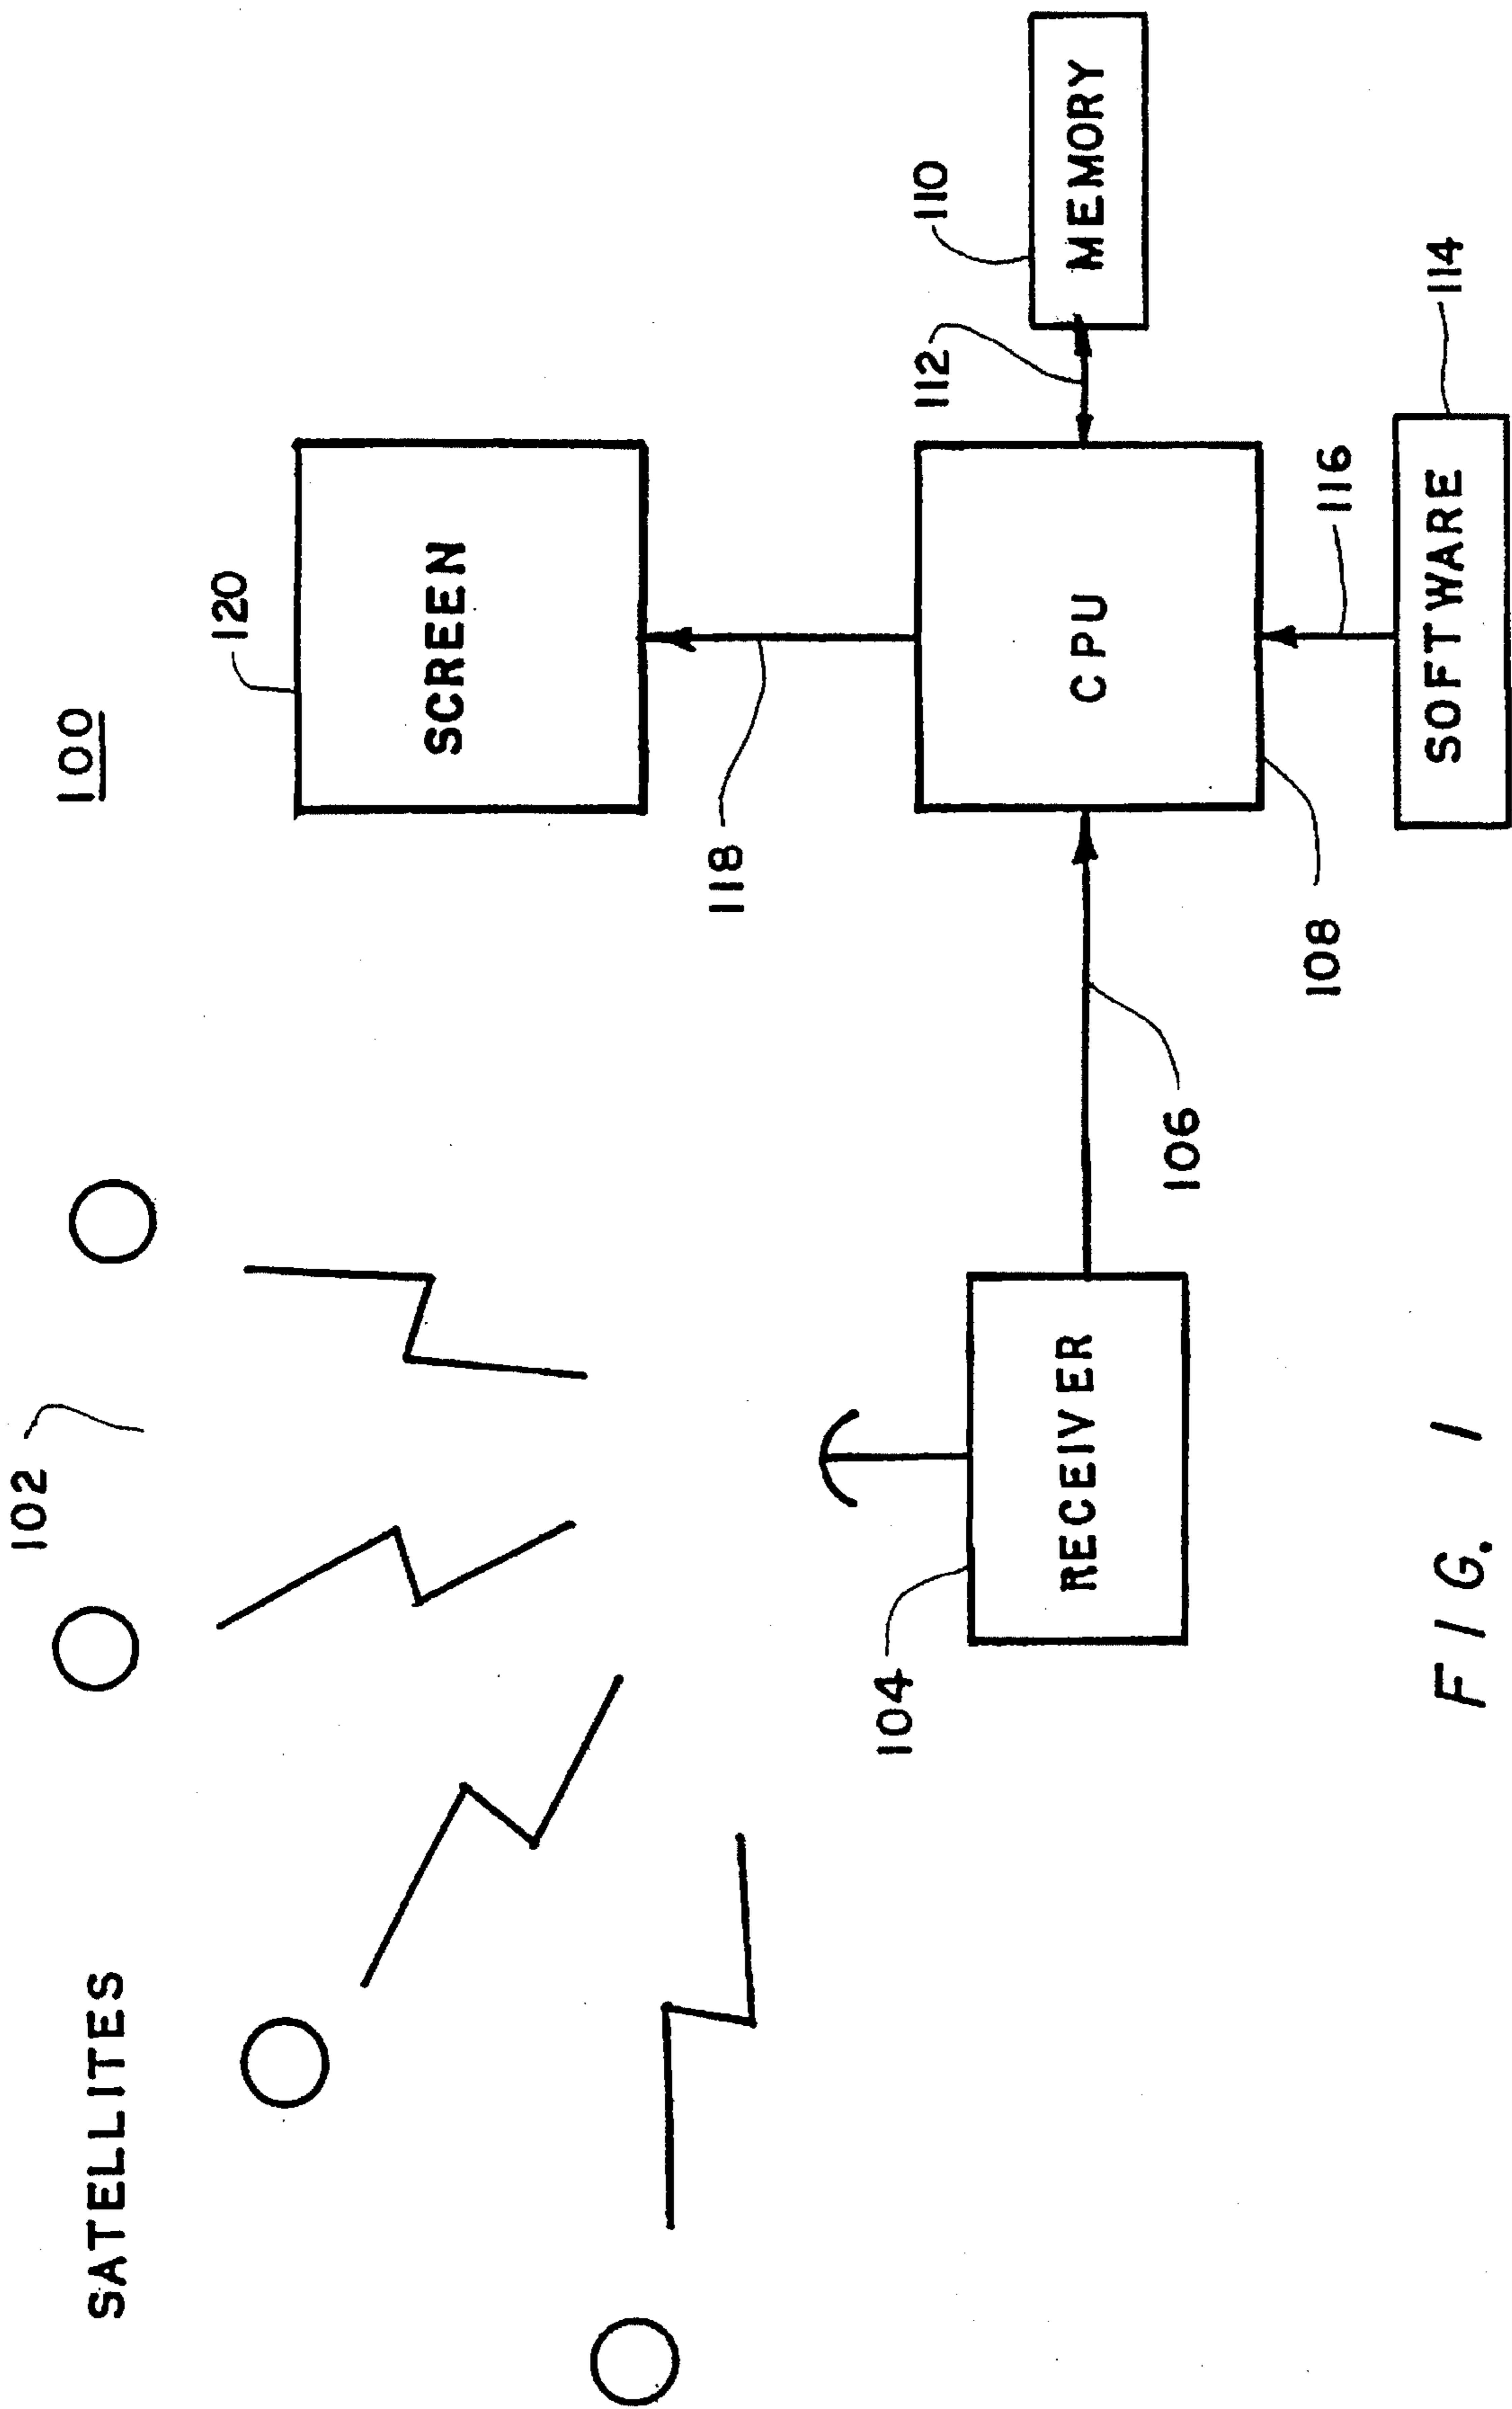 100
SATELLITES
102
120
SCREEN
118
104
RECEIVER
106
CPU
108
112
110
MEMORY
116
SOFTWARE
114
FIG. 1